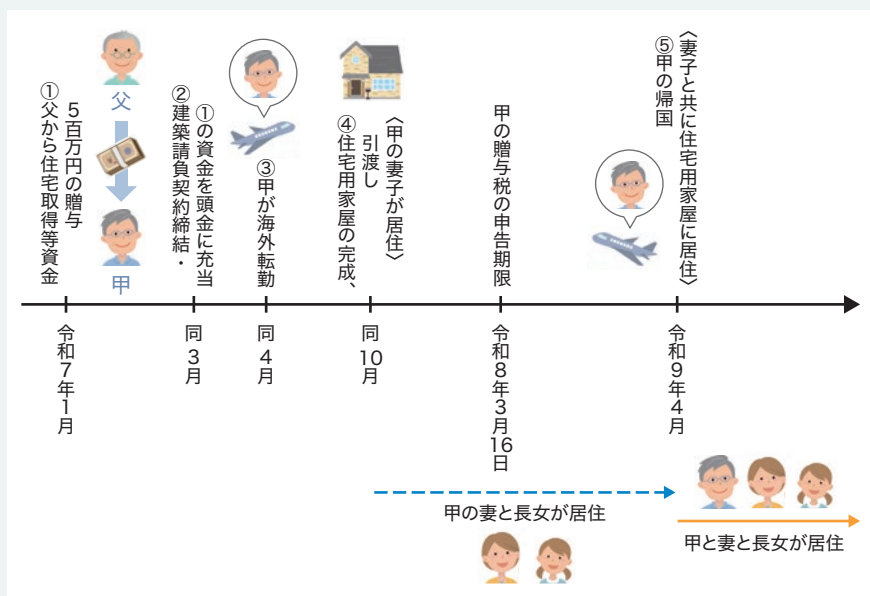 ①父から住宅取得等資金
5百万円の贈与
父
甲
②建築請負契約締結・
①の資金を頭金に充当
③甲が海外転勤
④住宅用家屋の完成、
引渡し
〈甲の妻子が居住〉
甲の贈与税の申告期限
⑤甲の帰国
〈妻子と共に住宅用家屋に居住〉
令和7年1月
同3月
同4月
同10月
令和8年3月16日
令和9年4月
甲の妻と長女が居住
甲と妻と長女が居住